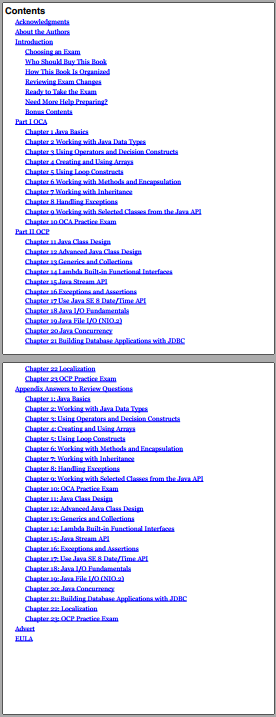 Contents
Acknowledgments
About the Authors
Introduction
Choosing an Exam
Who Should Buy This Book
How This Book Is Organized
Reviewing Exam Changes
Ready to Take the Exam
Need More Help Preparing?
Bonus Contents
Part I OCA
Chapter 1 Java Basics
Chapter 2 Working with Java Data Types
Chapter 3 Using Operators and Decision Constructs
Chapter 4 Creating and Using Arrays
Chapter 5 Using Loop Constructs
Chapter 6 Working with Methods and Encapsulation
Chapter 7 Working with Inheritance
Chapter 8 Handling Exceptions
Chapter 9 Working with Selected Classes from the Java API
Chapter 10 OCA Practice Exam
Part II OCP
Chapter 11 Java Class Design
Chapter 12 Advanced Java Class Design
Chapter 13 Generics and Collections
Chapter 14 Lambda Built-in Functional Interfaces
Chapter 15 Java Stream API
Chapter 16 Exceptions and Assertions
Chapter 17 Use Java SE 8 Date/Time API
Chapter 18 Java I/O Fundamentals
Chapter 19 Java File I/O (NIO.2)
Chapter 20 Java Concurrency
Chapter 21 Building Database Applications with JDBC
Chapter 22 Localization
Chapter 23 OCP Practice Exam
Appendix Answers to Review Questions
Chapter 1: Java Basics
Chapter 2: Working with Java Data Types
Chapter 3: Using Operators and Decision Constructs
Chapter 4: Creating and Using Arrays
Chapter 5: Using Loop Constructs
Chapter 6: Working with Methods and Encapsulation
Chapter 7: Working with Inheritance
Chapter 8: Handling Exceptions
Chapter 9: Working with Selected Classes from the Java API
Chapter 10: OCA Practice Exam
Chapter 11: Java Class Design
Chapter 12: Advanced Java Class Design
Chapter 13: Generics and Collections
Chapter 14: Lambda Built-in Functional Interfaces
Chapter 15: Java Stream API
Chapter 16: Exceptions and Assertions
Chapter 17: Use Java SE 8 Date/Time API
Chapter 18: Java I/O Fundamentals
Chapter 19: Java File I/O (NIO.2)
Chapter 20: Java Concurrency
Chapter 21: Building Database Applications with JDBC
Chapter 22: Localization
Chapter 23: OCP Practice Exam
Advert
EULA